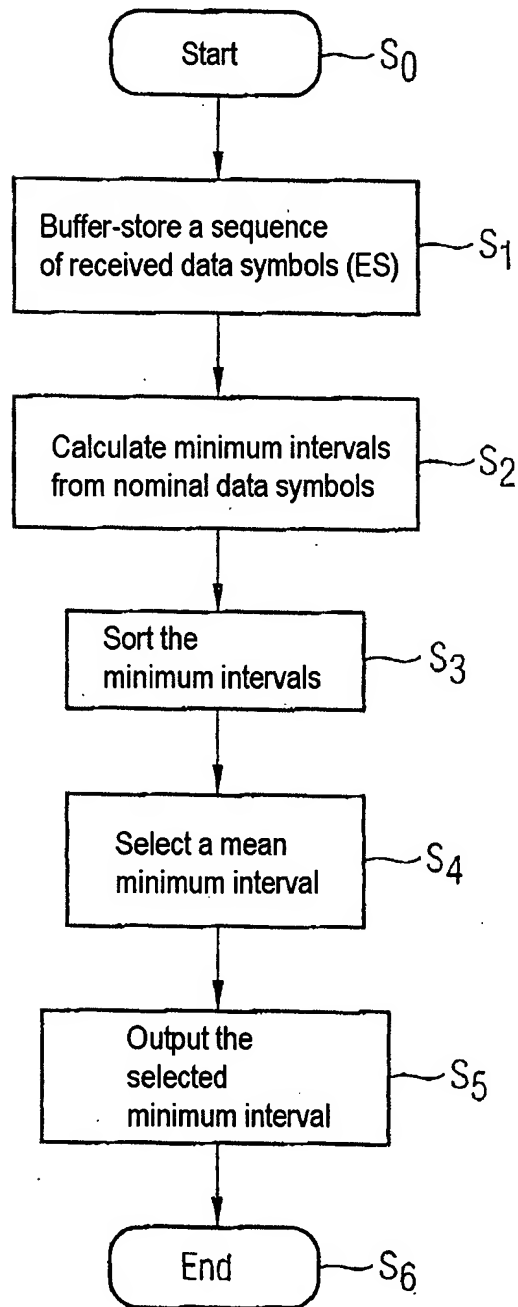 Start
S0
Buffer-store a sequence
of received data symbols (ES)
S1
Calculate minimum intervals
from nominal data symbols
S2
Sort the
minimum intervals
S3
Select a mean
minimum interval
S4
Output the
selected
minimum interval
S5
End
S6